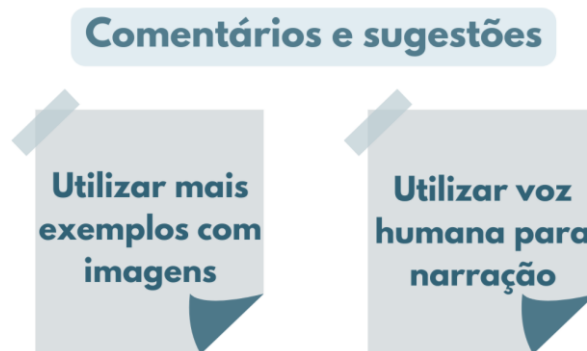 Comentários e sugestões
Utilizar mais
exemplos com
imagens
Utilizar voz
humana para
narração